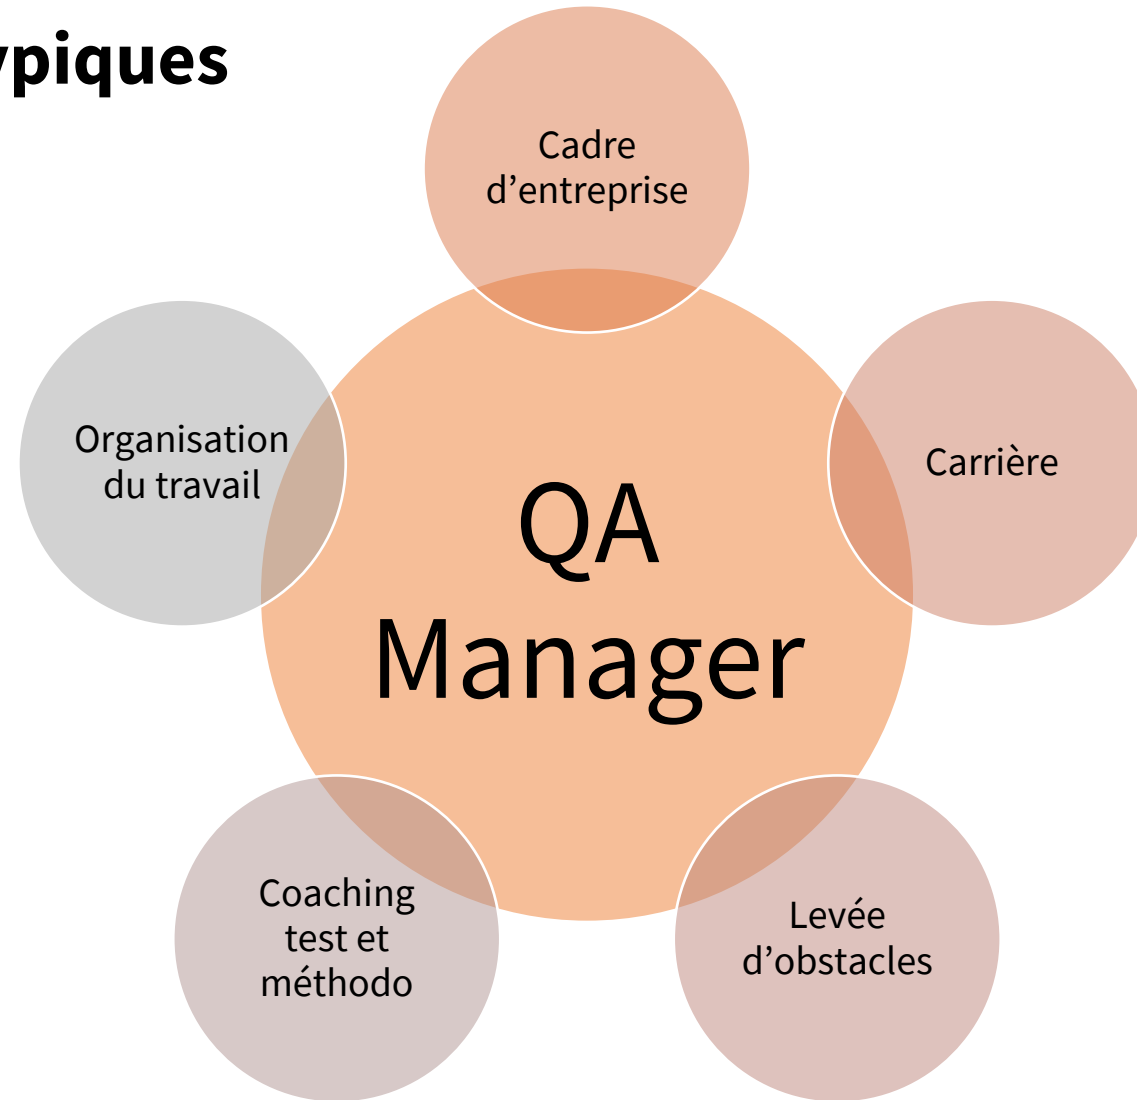 ypiques
Cadre
d’entreprise
Organisation
du travail
Carrière
QA
Manager
Coaching
test et
méthodo
Levée
d’obstacles